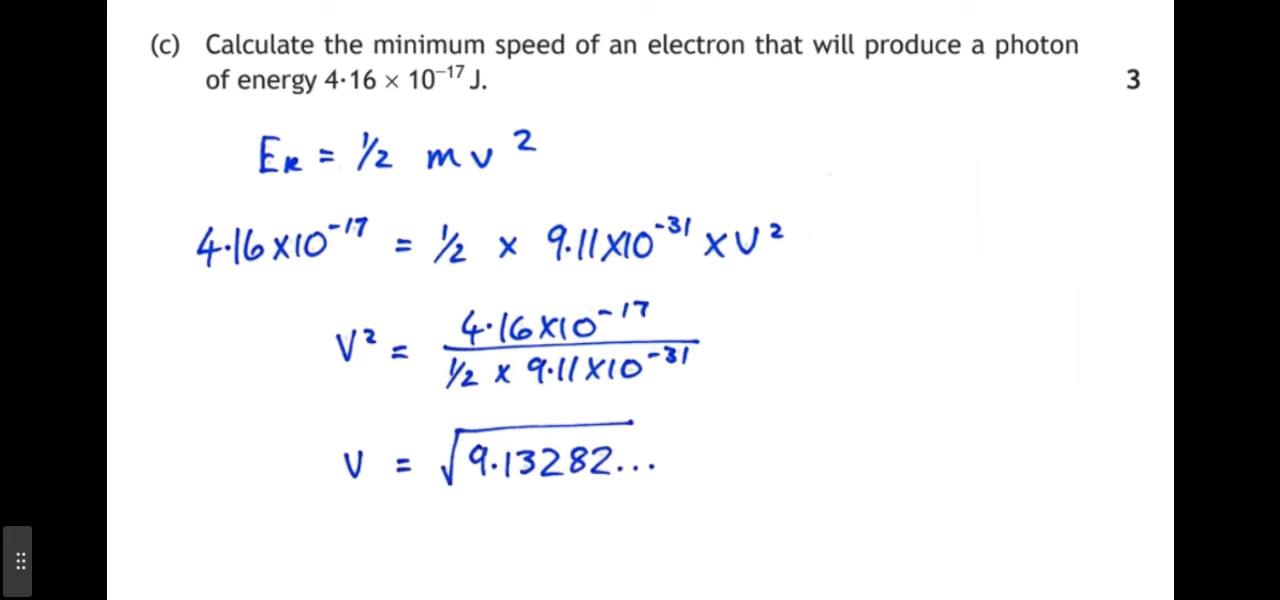 (c) Calculate the minimum speed of an electron that will produce a photon
of energy 4·16 × 10⁻¹⁷ J.
3
Eₖ = ½ m v²
4.16×10⁻¹⁷ = ½ × 9.11×10⁻³¹ × v²
v² = 4.16×10⁻¹⁷
½ × 9.11×10⁻³¹
v = √9.13282...